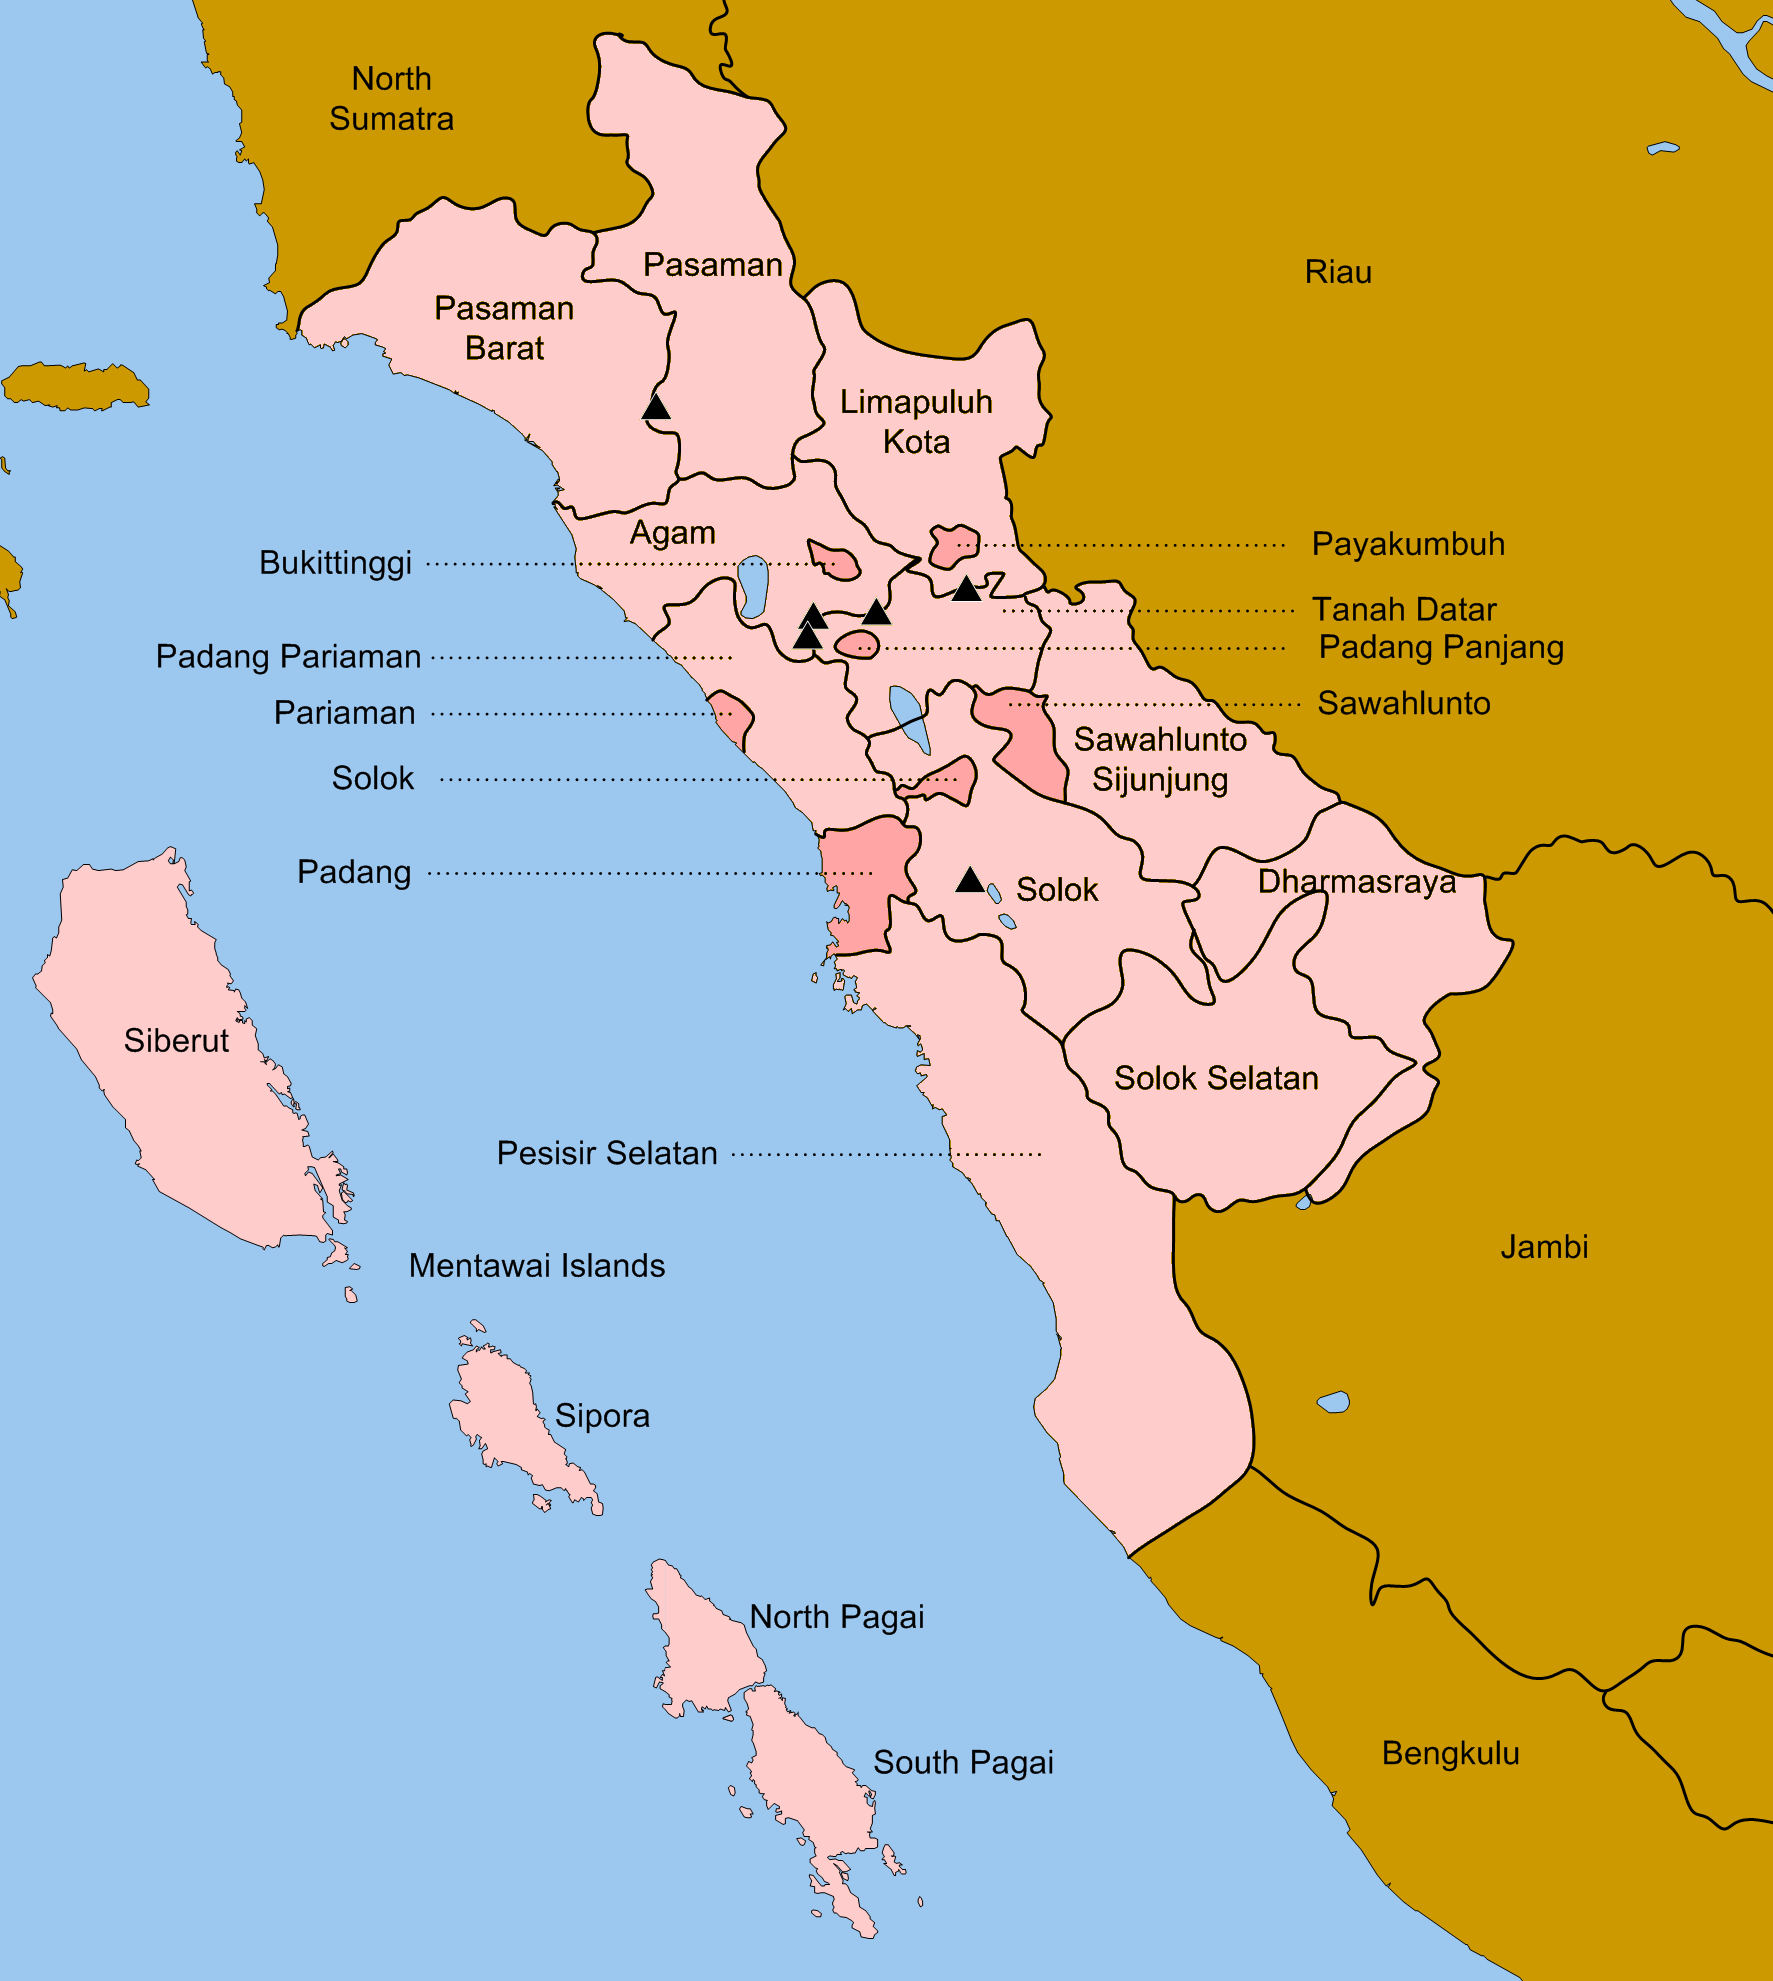 North
Sumatra
Pasaman
Riau
Pasaman
Barat
Limapuluh
Kota
Agam
Payakumbuh
Bukittinggi
Tanah Datar
Padang Panjang
Padang Pariaman
Sawahlunto
Pariaman
Sawahlunto
Sijunjung
Solok
Padang
Dharmasraya
Solok
Siberut
Solok Selatan
Pesisir Selatan
Jambi
Mentawai Islands
Sipora
North Pagai
Bengkulu
South Pagai